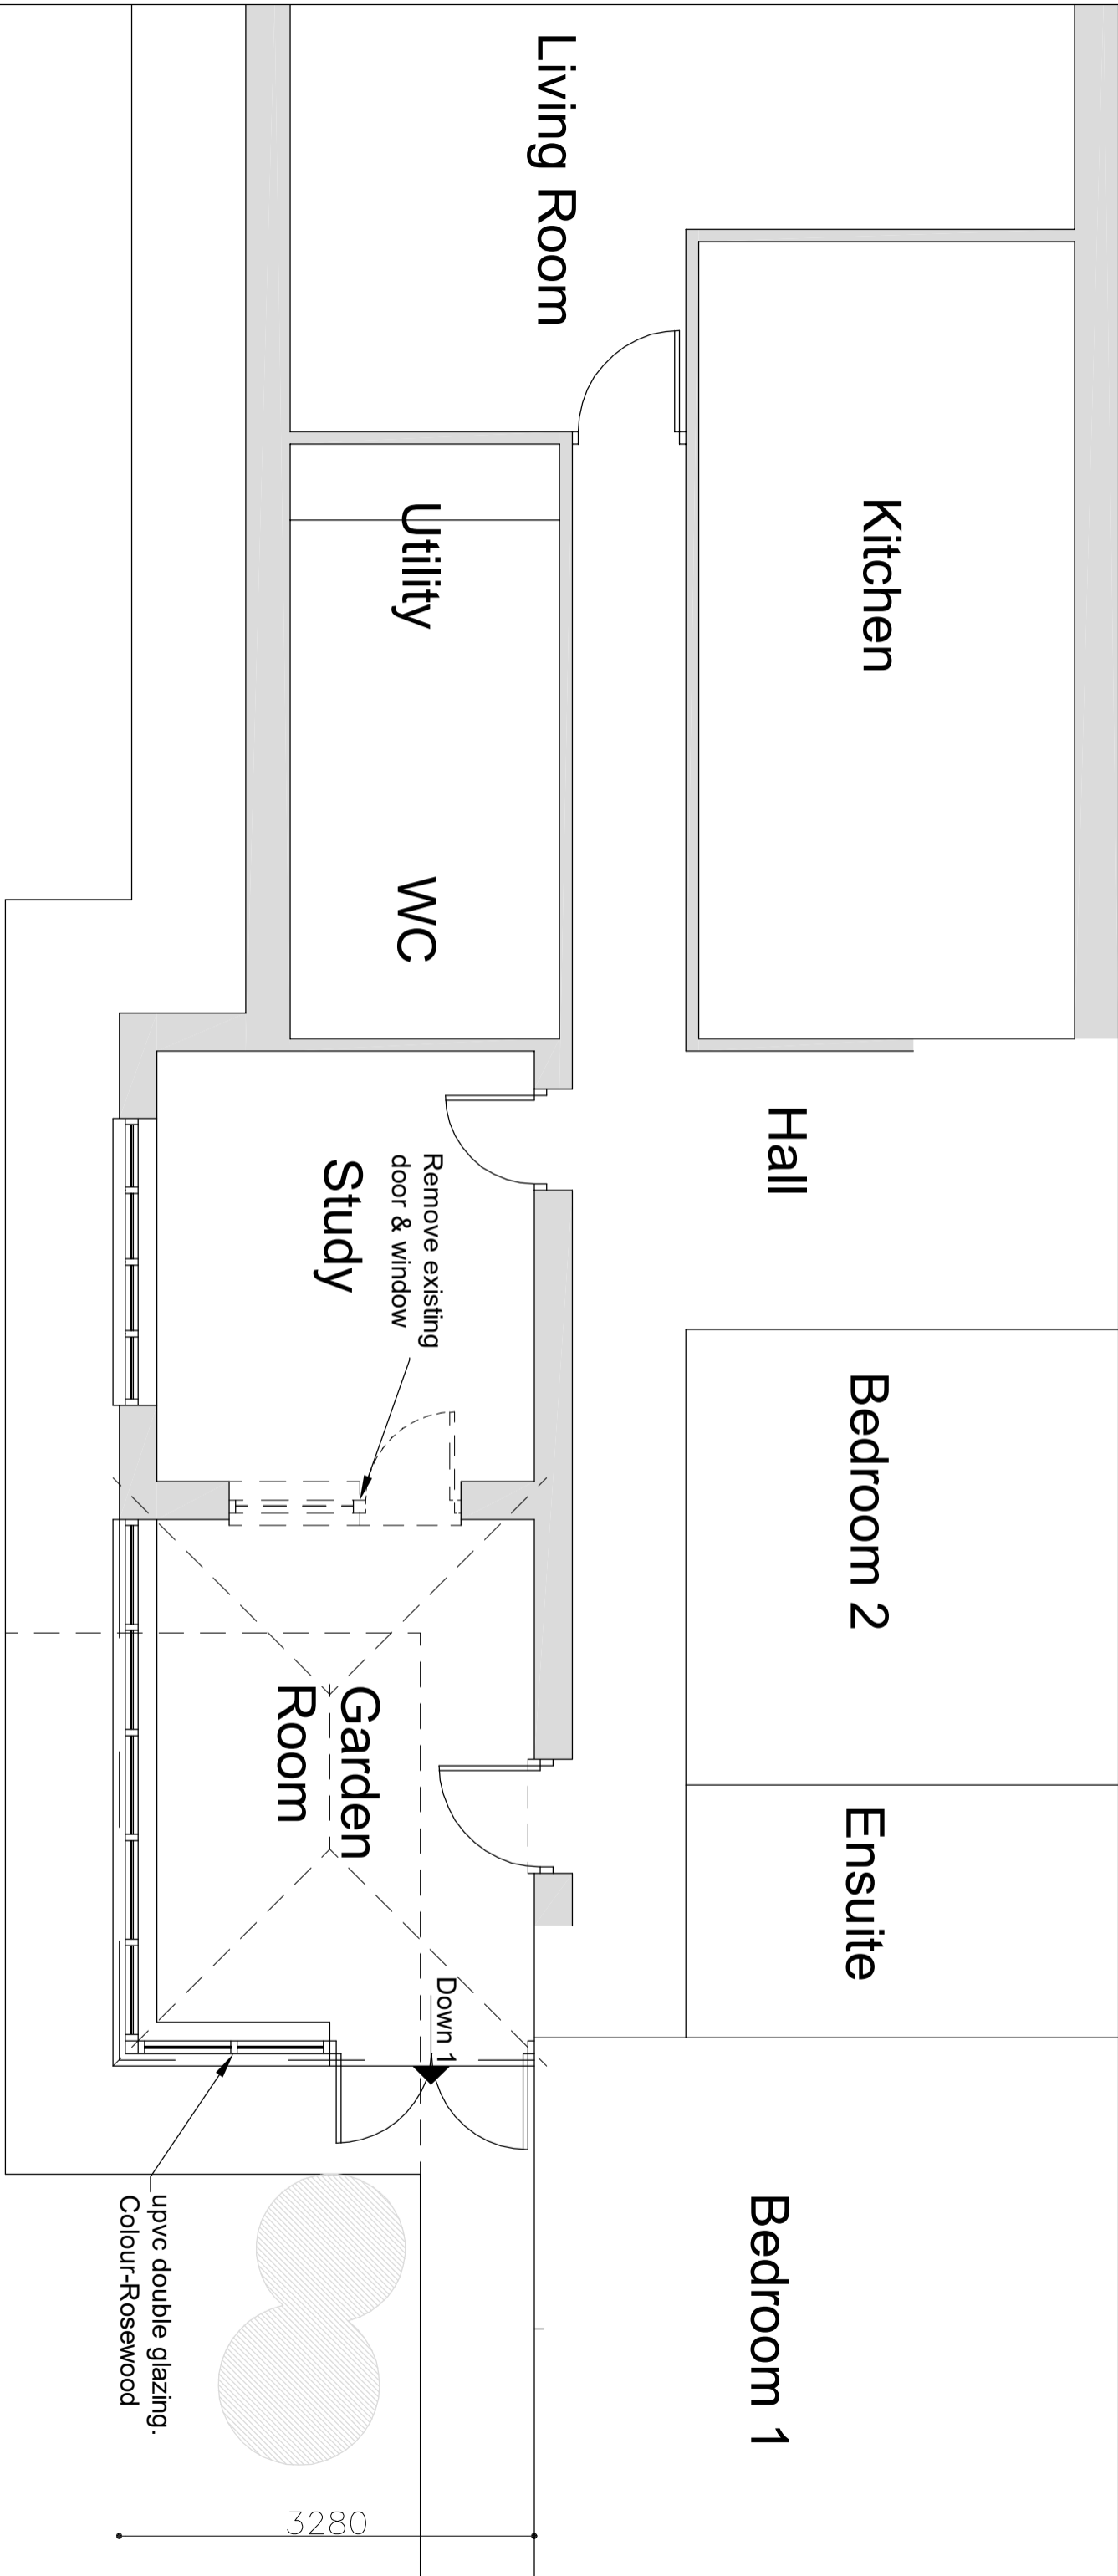 Living Room
Kitchen
Utility
WC
Hall
Remove existing
door & window
Study
Bedroom 2
Garden
Room
Ensuite
Down 1
Bedroom 1
upvc double glazing.
Colour-Rosewood
3280